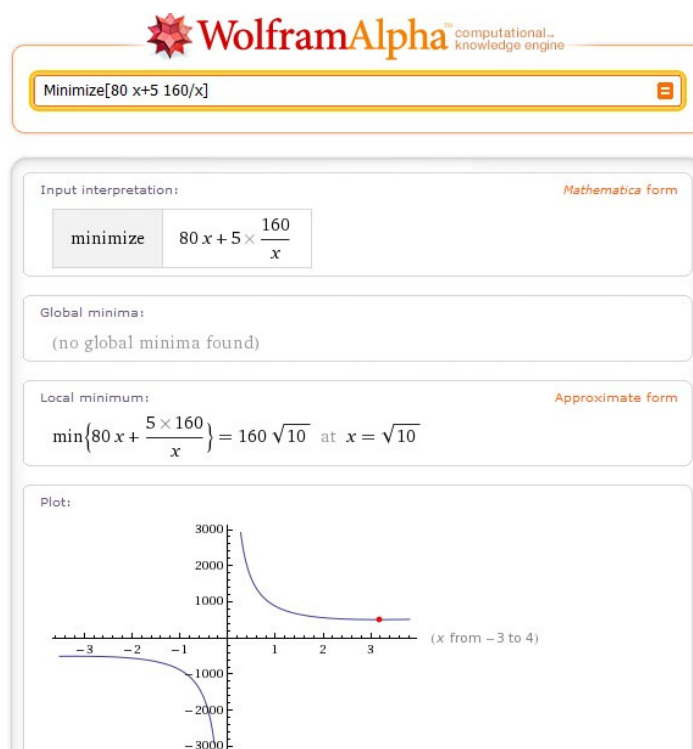 WolframAlpha™ computational... knowledge engine
Minimize[80 x+5 160/x]
Input interpretation:
Mathematica form
minimize 80 x + 5 × 160/x
Global minima:
(no global minima found)
Local minimum:
Approximate form
min{80 x + (5 × 160)/x} = 160 √10 at x = √10
Plot:
3000
2000
1000
-3 -2 -1 1 2 3
(x from −3 to 4)
-1000
-2000
-3000